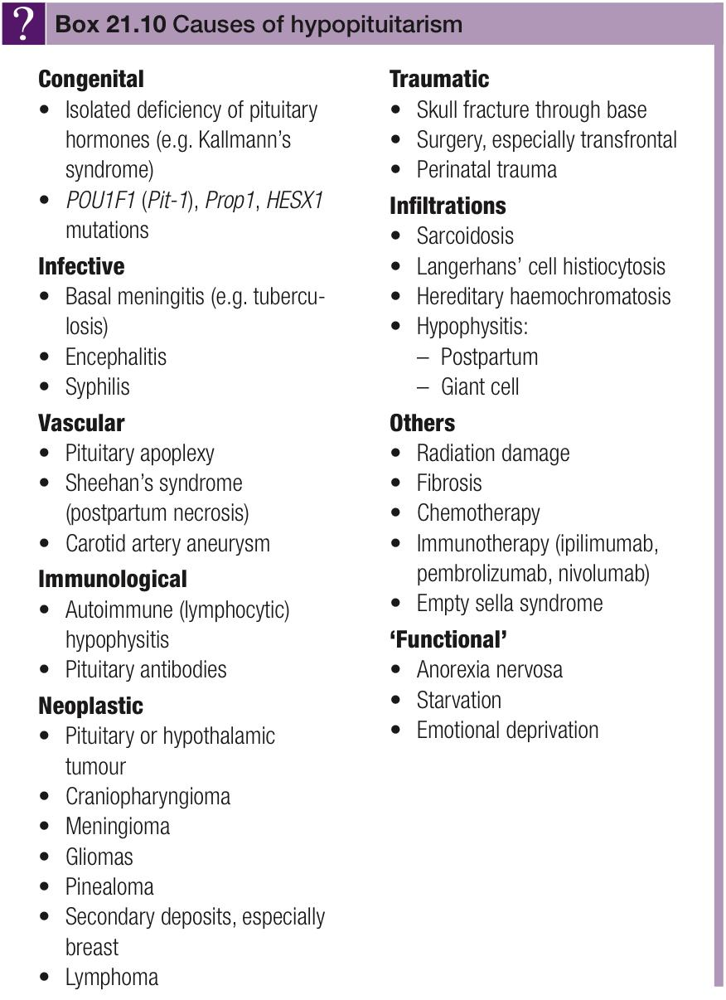 ?
Box 21.10 Causes of hypopituitarism
Congenital
• Isolated deficiency of pituitary
hormones (e.g. Kallmann’s
syndrome)
• POU1F1 (Pit-1), Prop1, HESX1
mutations
Infective
• Basal meningitis (e.g. tubercu-
losis)
• Encephalitis
• Syphilis
Vascular
• Pituitary apoplexy
• Sheehan’s syndrome
(postpartum necrosis)
• Carotid artery aneurysm
Immunological
• Autoimmune (lymphocytic)
hypophysitis
• Pituitary antibodies
Neoplastic
• Pituitary or hypothalamic
tumour
• Craniopharyngioma
• Meningioma
• Gliomas
• Pinealoma
• Secondary deposits, especially
breast
• Lymphoma
Traumatic
• Skull fracture through base
• Surgery, especially transfrontal
• Perinatal trauma
Infiltrations
• Sarcoidosis
• Langerhans’ cell histiocytosis
• Hereditary haemochromatosis
• Hypophysitis:
– Postpartum
– Giant cell
Others
• Radiation damage
• Fibrosis
• Chemotherapy
• Immunotherapy (ipilimumab,
pembrolizumab, nivolumab)
• Empty sella syndrome
‘Functional’
• Anorexia nervosa
• Starvation
• Emotional deprivation